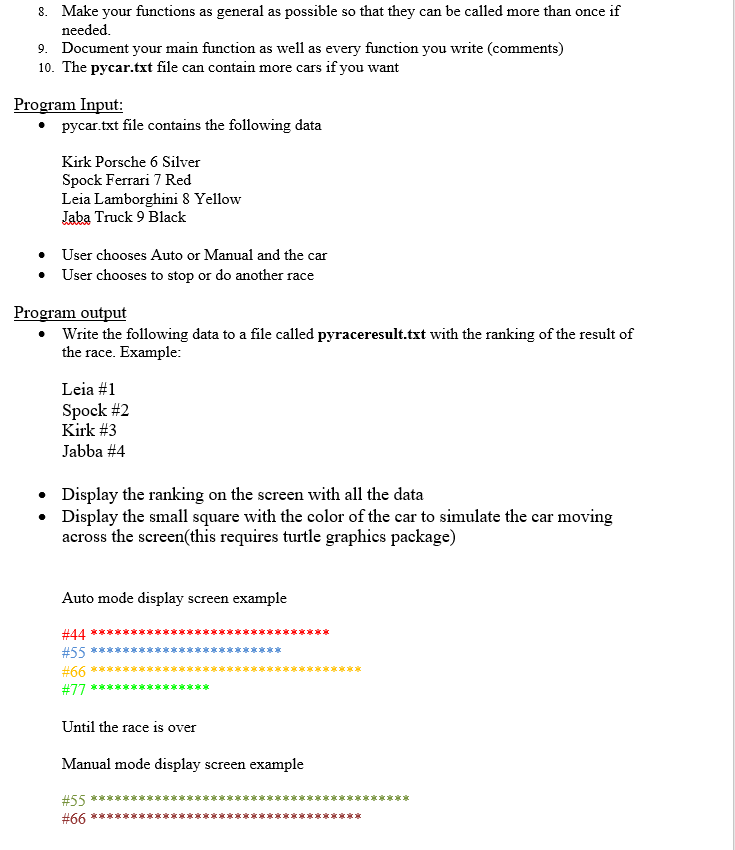 8. Make your functions as general as possible so that they can be called more than once if
needed.
9. Document your main function as well as every function you write (comments)
10. The pycar.txt file can contain more cars if you want
Program Input:
• pycar.txt file contains the following data
Kirk Porsche 6 Silver
Spock Ferrari 7 Red
Leia Lamborghini 8 Yellow
Jaba Truck 9 Black
• User chooses Auto or Manual and the car
• User chooses to stop or do another race
Program output
• Write the following data to a file called pyraceresult.txt with the ranking of the result of
the race. Example:
Leia #1
Spock #2
Kirk #3
Jabba #4
• Display the ranking on the screen with all the data
• Display the small square with the color of the car to simulate the car moving
across the screen(this requires turtle graphics package)
Auto mode display screen example
#44 ******************************
#55 ************************
#66 **********************************
#77 ***************
Until the race is over
Manual mode display screen example
#55 ****************************************
#66 **********************************